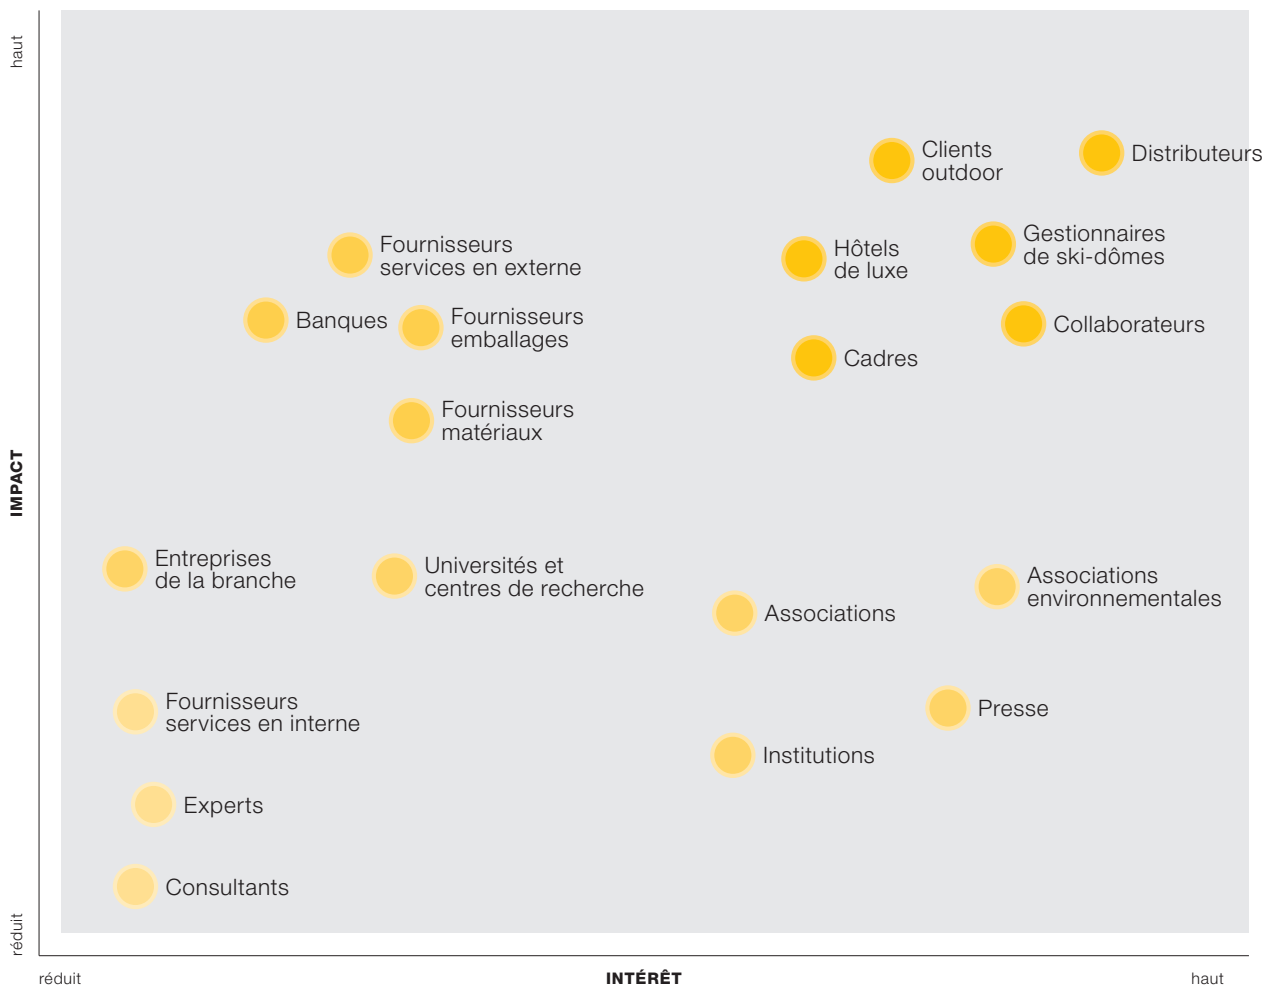 haut
Clients
outdoor
Distributeurs
Fournisseurs
services en externe
Hôtels
de luxe
Gestionnaires
de ski-dômes
Banques
Fournisseurs
emballages
Collaborateurs
Cadres
Fournisseurs
matériaux
IMPACT
Entreprises
de la branche
Universités et
centres de recherche
Associations
Associations
environnementales
Fournisseurs
services en interne
Presse
Institutions
Experts
Consultants
réduit
réduit
INTÉRÊT
haut